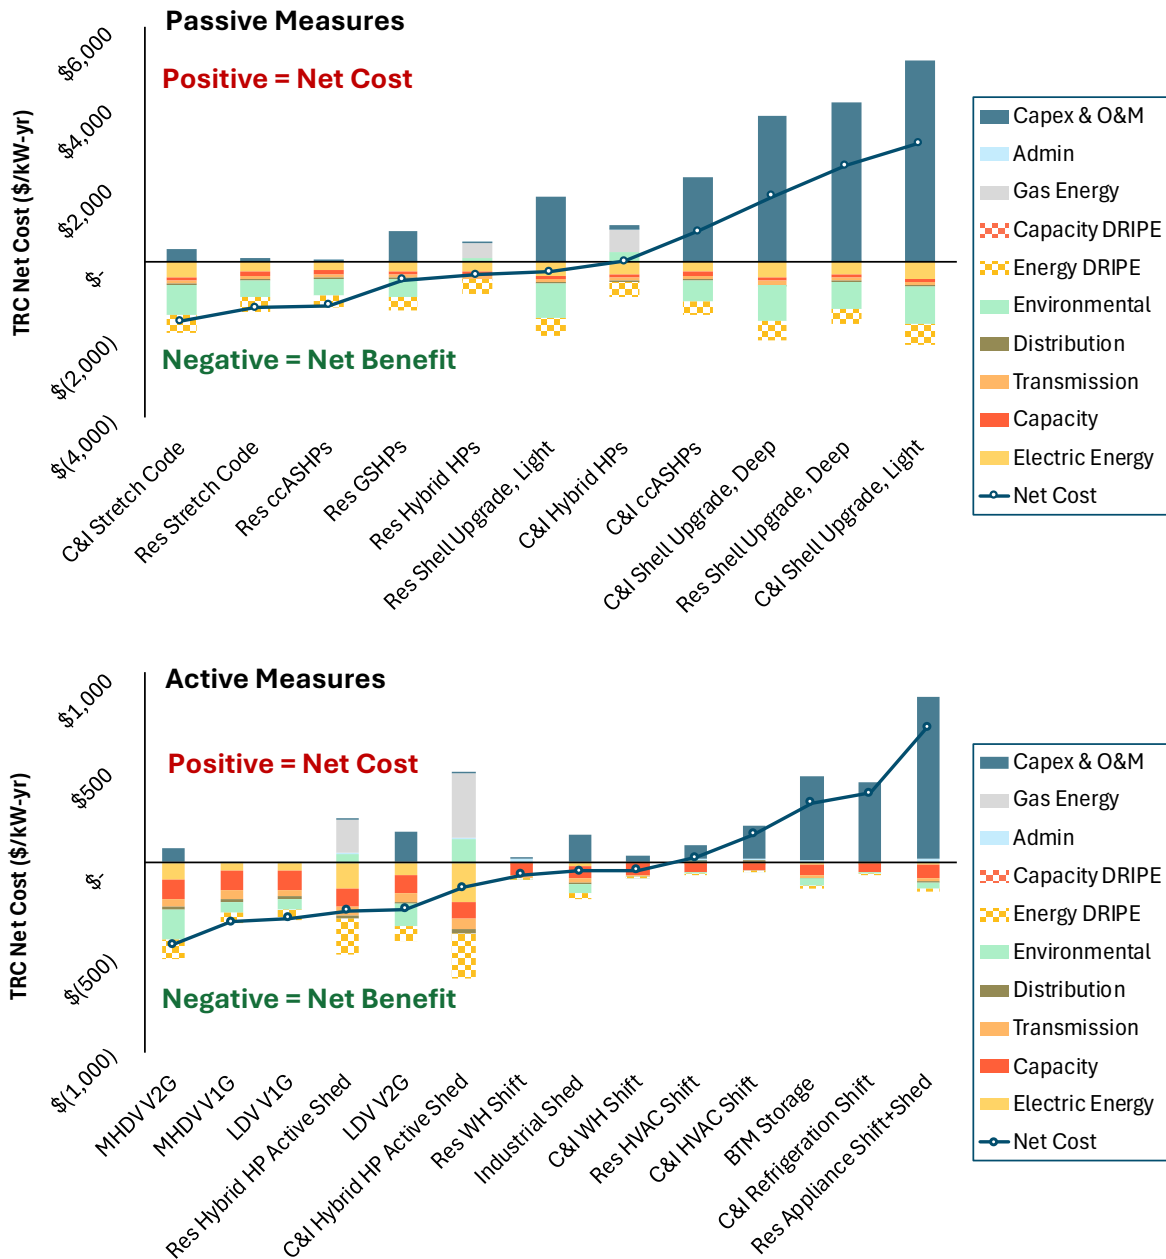 Passive Measures
Positive = Net Cost
Negative = Net Benefit
TRC Net Cost ($/kW-yr)
$6,000
$4,000
$2,000
$-
$(2,000)
$(4,000)
C&I Stretch Code
Res Stretch Code
Res ccASHPs
Res GSHPs
Res Hybrid HPs
Res Shell Upgrade, Light
C&I Hybrid HPs
C&I ccASHPs
C&I Shell Upgrade, Deep
Res Shell Upgrade, Deep
C&I Shell Upgrade, Light
Capex & O&M
Admin
Gas Energy
Capacity DRIPE
Energy DRIPE
Environmental
Distribution
Transmission
Capacity
Electric Energy
Net Cost
Active Measures
Positive = Net Cost
Negative = Net Benefit
TRC Net Cost ($/kW-yr)
$1,000
$500
$-
$(500)
$(1,000)
MHDV V2G
MHDV V1G
LDV V1G
Res Hybrid HP Active Shed
LDV V2G
C&I Hybrid HP Active Shed
Res WH Shift
Industrial Shed
C&I WH Shift
Res HVAC Shift
C&I HVAC Shift
BTM Storage
C&I Refrigeration Shift
Res Appliance Shift+Shed
Capex & O&M
Gas Energy
Admin
Capacity DRIPE
Energy DRIPE
Environmental
Distribution
Transmission
Capacity
Electric Energy
Net Cost